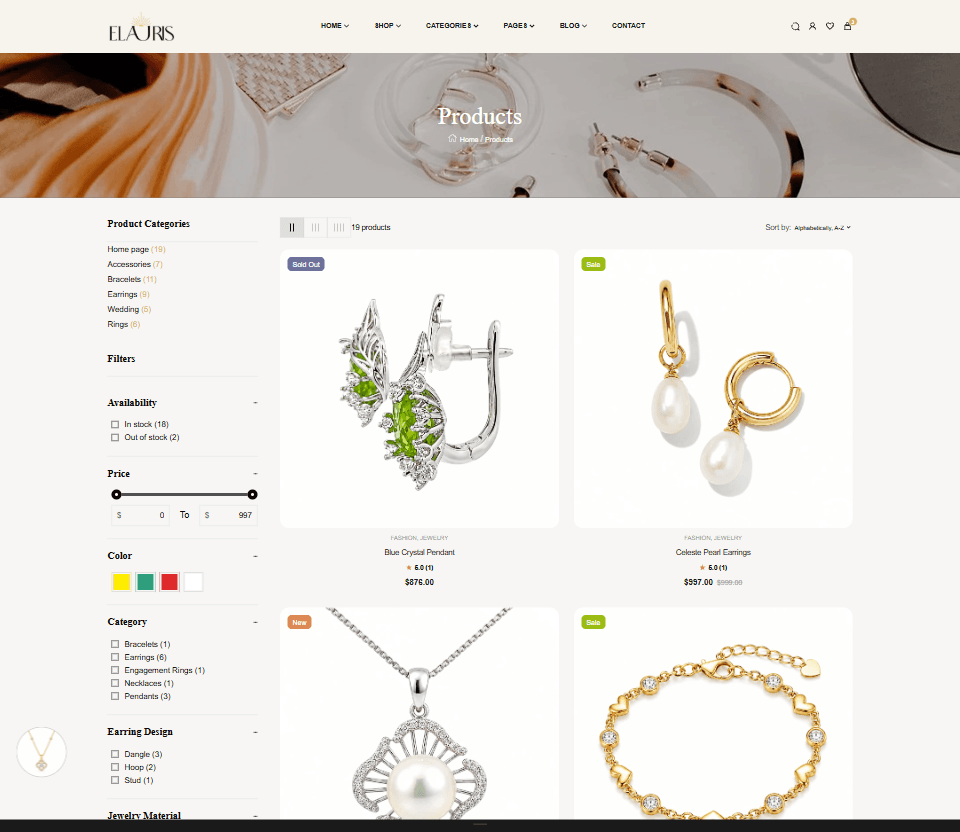 ELAURIS
HOME SHOP CATEGORIES PAGES BLOG CONTACT
3
Products
Home / Products
Product Categories
Home page (19)
Accessories (7)
Bracelets (11)
Earrings (9)
Wedding (5)
Rings (6)
Filters
Availability
In stock (18)
Out of stock (2)
Price
$ 0 To $ 997
Color
Category
Bracelets (1)
Earrings (6)
Engagement Rings (1)
Necklaces (1)
Pendants (3)
Earring Design
Dangle (3)
Hoop (2)
Stud (1)
Jewelry Material
19 products
Sort by: Alphabetically, A-Z
Sold Out
FASHION, JEWELRY
Blue Crystal Pendant
5.0 (1)
$876.00
Sale
FASHION, JEWELRY
Celeste Pearl Earrings
5.0 (1)
$997.00 $999.00
New
Sale